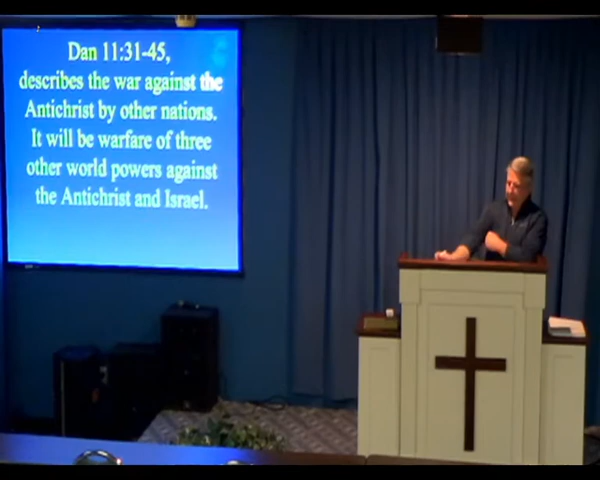 Dan 11:31-45,
describes the war against the
Antichrist by other nations.
It will be warfare of three
other world powers against
the Antichrist and Israel.